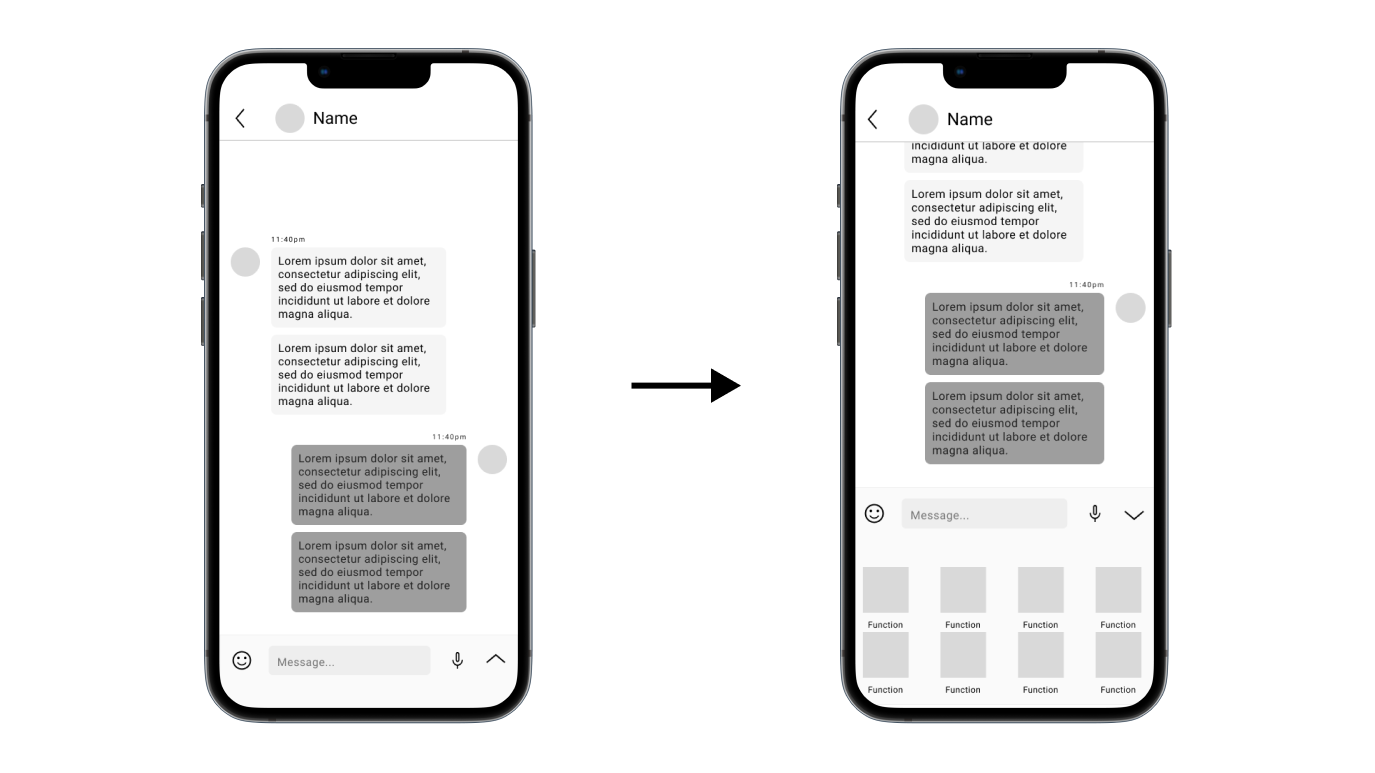 Name
11:40pm
Lorem ipsum dolor sit amet,
consectetur adipiscing elit,
sed do eiusmod tempor
incididunt ut labore et dolore
magna aliqua.
Lorem ipsum dolor sit amet,
consectetur adipiscing elit,
sed do eiusmod tempor
incididunt ut labore et dolore
magna aliqua.
11:40pm
Lorem ipsum dolor sit amet,
consectetur adipiscing elit,
sed do eiusmod tempor
incididunt ut labore et dolore
magna aliqua.
Lorem ipsum dolor sit amet,
consectetur adipiscing elit,
sed do eiusmod tempor
incididunt ut labore et dolore
magna aliqua.
Message...
Name
incididunt ut labore et dolore
magna aliqua.
Lorem ipsum dolor sit amet,
consectetur adipiscing elit,
sed do eiusmod tempor
incididunt ut labore et dolore
magna aliqua.
11:40pm
Lorem ipsum dolor sit amet,
consectetur adipiscing elit,
sed do eiusmod tempor
incididunt ut labore et dolore
magna aliqua.
Lorem ipsum dolor sit amet,
consectetur adipiscing elit,
sed do eiusmod tempor
incididunt ut labore et dolore
magna aliqua.
Message...
Function Function Function Function
Function Function Function Function